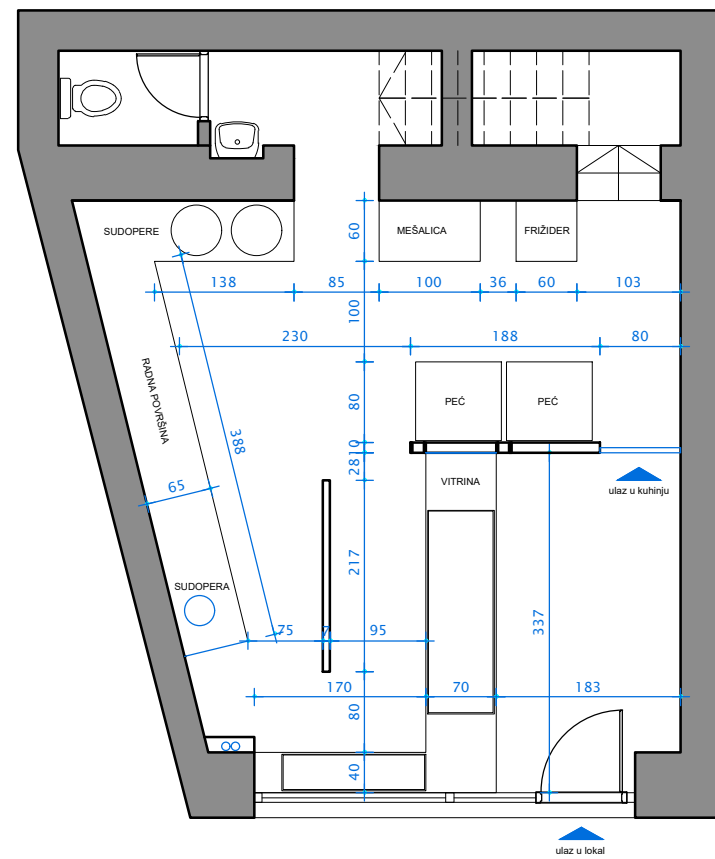 SUDOPERE
MEŠALICA
FRIŽIDER
60
138
85
100
36
60
103
100
230
188
80
RADNA POVRŠINA
388
80
PEĆ
PEĆ
10
28
VITRINA
ulaz u kuhinju
65
217
337
SUDOPERA
75
7
95
170
70
183
80
40
ulaz u lokal